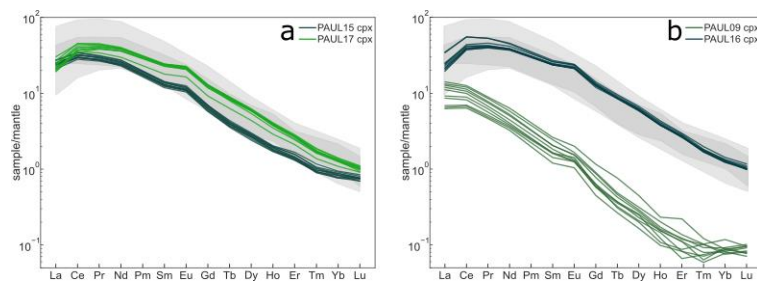 a
PAUL15 cpx
PAUL17 cpx
sample/mantle
10²
10¹
10⁰
10⁻¹
La Ce Pr Nd Pm Sm Eu Gd Tb Dy Ho Er Tm Yb Lu
b
PAUL09 cpx
PAUL16 cpx
sample/mantle
10²
10¹
10⁰
10⁻¹
La Ce Pr Nd Pm Sm Eu Gd Tb Dy Ho Er Tm Yb Lu